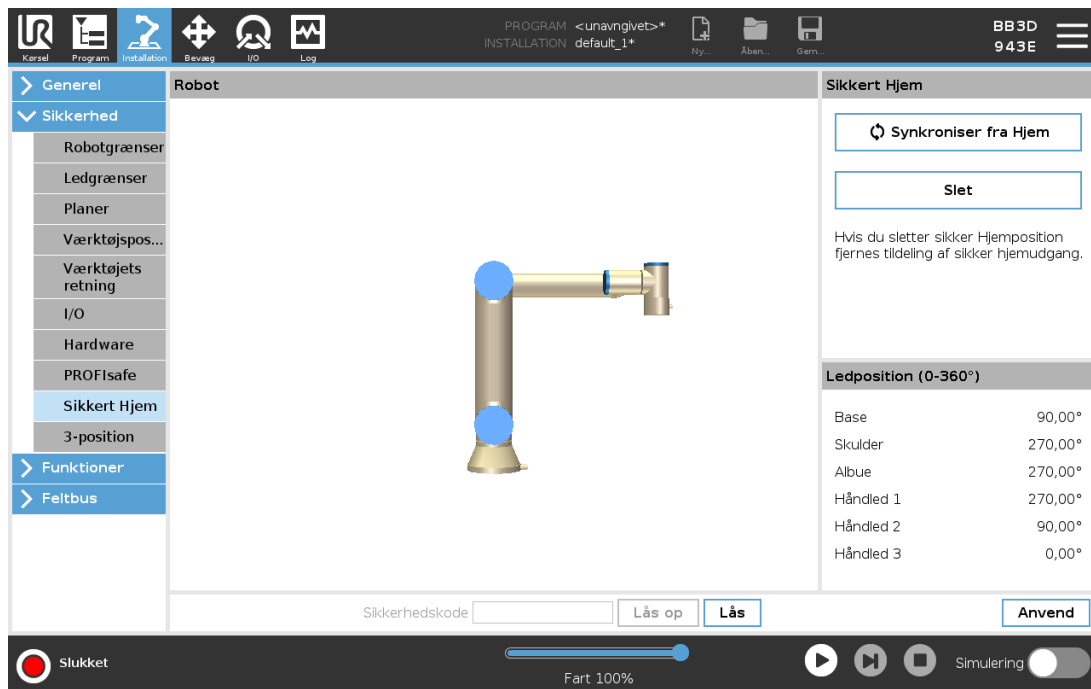 PROGRAM <unavngivet>*
INSTALLATION default_1*
BB3D
943E
Kørsel
Program
Installation
Bevæg
I/O
Log
Ny...
Åben...
Gem...
Generel
Sikkerhed
Robotgrænser
Ledgrænser
Planer
Værktøjspos...
Værktøjets
retning
I/O
Hardware
PROFIsafe
Sikkert Hjem
3-position
Funktioner
Feltbus
Robot
Sikkert Hjem
Synkroniser fra Hjem
Slet
Hvis du sletter sikker Hjemposition
fjernes tildeling af sikker hjemudgang.
Ledposition (0-360°)
Base 90,00°
Skulder 270,00°
Albue 270,00°
Håndled 1 270,00°
Håndled 2 90,00°
Håndled 3 0,00°
Sikkerhedskode Lås op Lås Anvend
Slukket
Fart 100%
Simulering